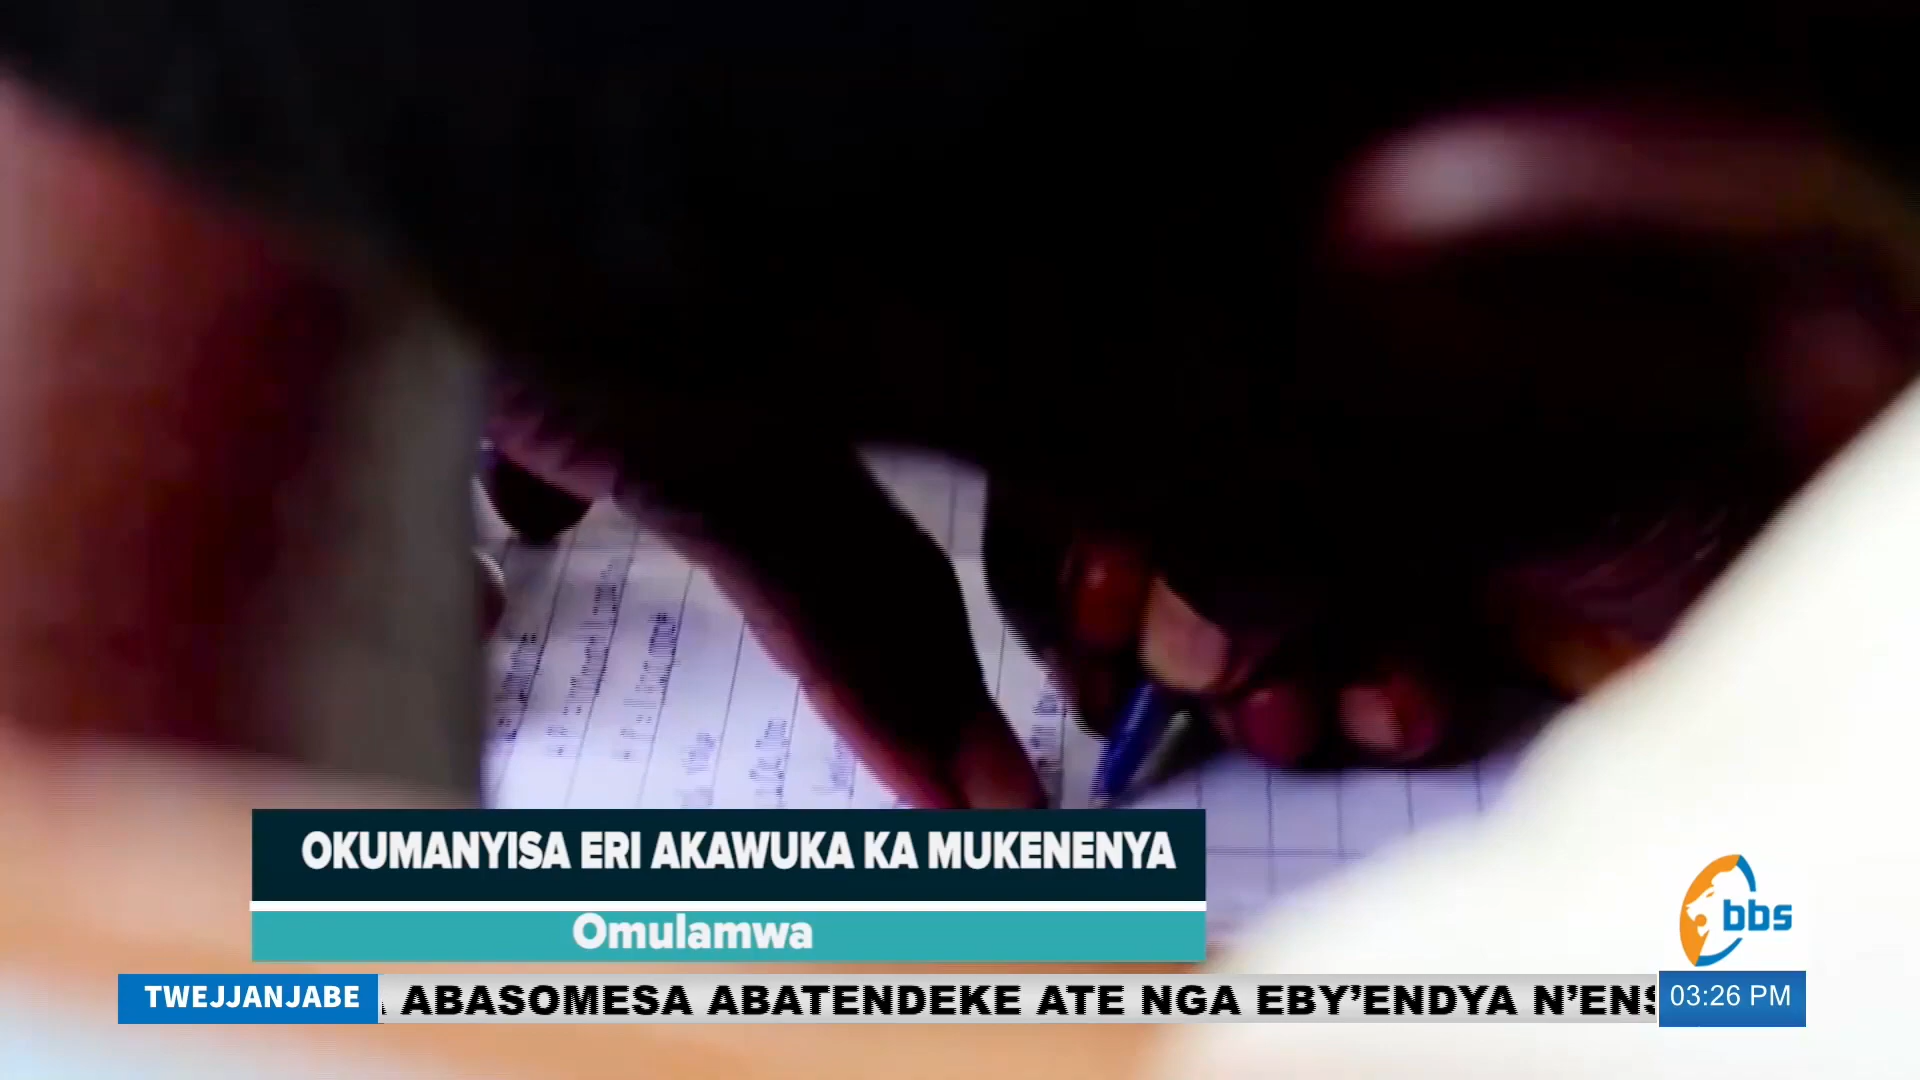 OKUMANYISA ERI AKAWUKA KA MUKENENYA
Omulamwa
bbs
TWEJJANJABE
ABASOMESA ABATENDEKE ATE NGA EBY’ENDYA N’ENS
03:26 PM